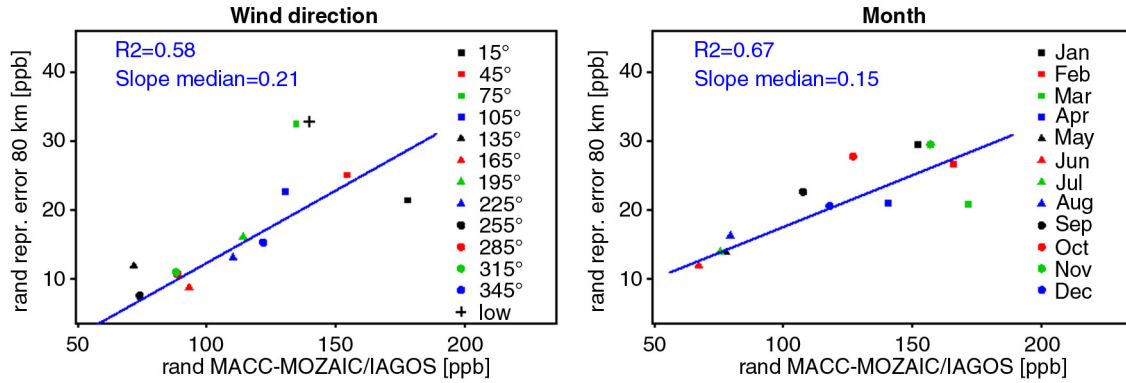 Wind direction
R2=0.58
Slope median=0.21
rand repr. error 80 km [ppb]
40
30
20
10
50
100
150
200
rand MACC-MOZAIC/IAGOS [ppb]
15°
45°
75°
105°
135°
165°
195°
225°
255°
285°
315°
345°
low
Month
R2=0.67
Slope median=0.15
rand repr. error 80 km [ppb]
40
30
20
10
50
100
150
200
rand MACC-MOZAIC/IAGOS [ppb]
Jan
Feb
Mar
Apr
May
Jun
Jul
Aug
Sep
Oct
Nov
Dec